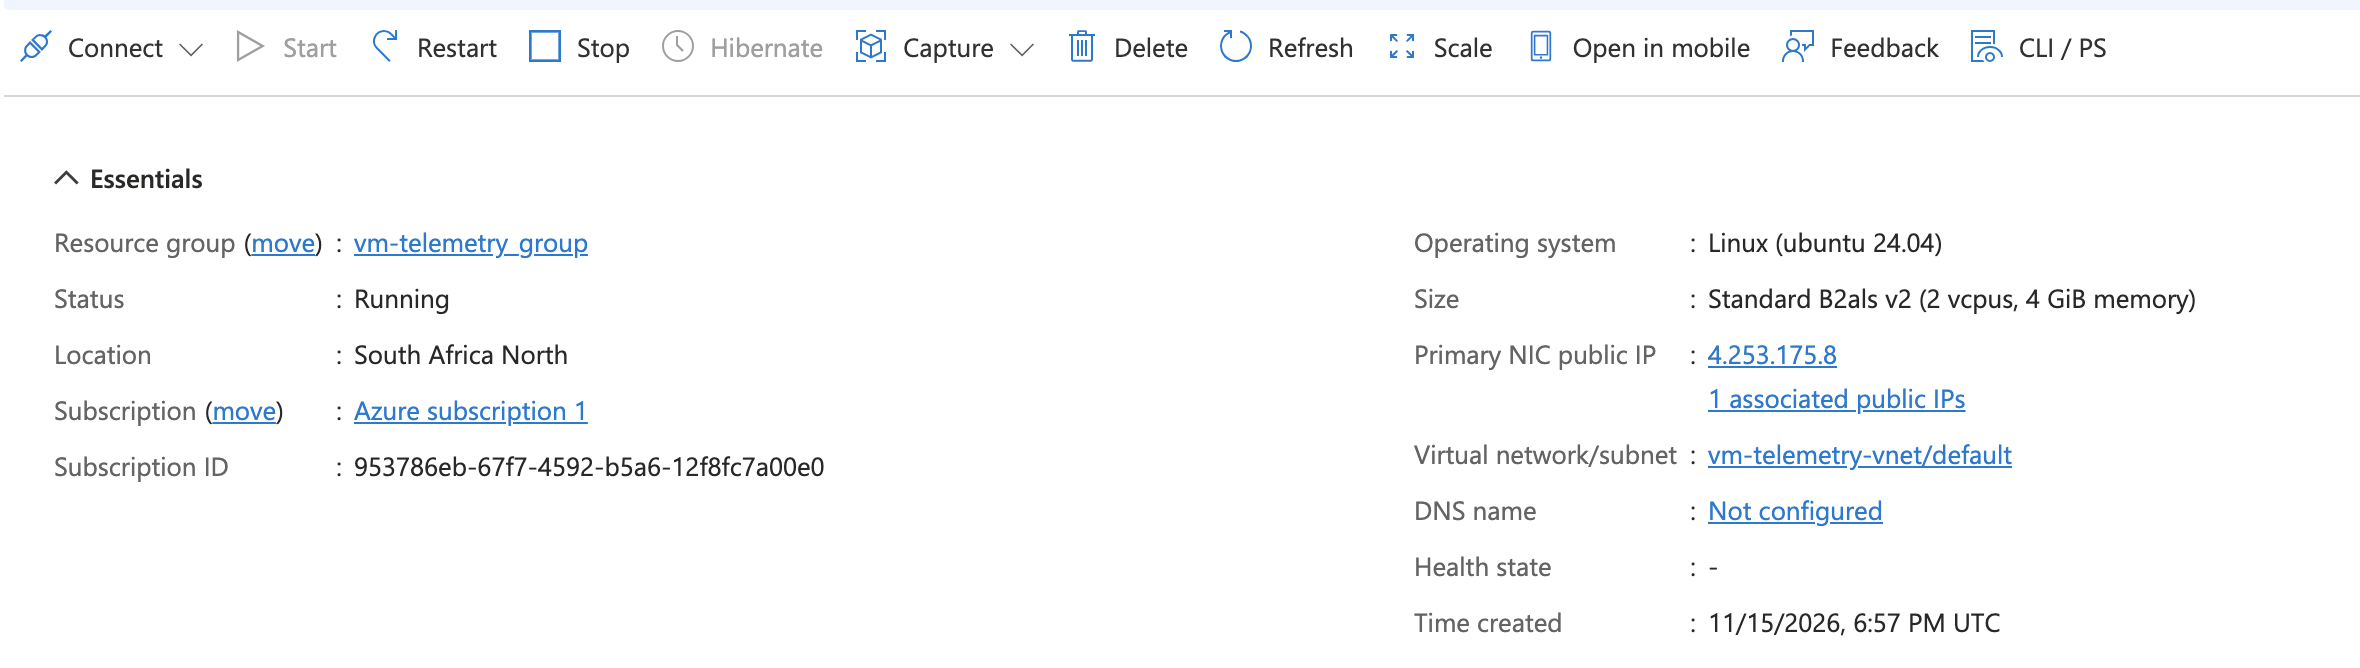 Connect Start Restart Stop Hibernate Capture Delete Refresh Scale Open in mobile Feedback CLI / PS
Essentials
Resource group (move) : vm-telemetry_group
Status : Running
Location : South Africa North
Subscription (move) : Azure subscription 1
Subscription ID : 953786eb-67f7-4592-b5a6-12f8fc7a00e0
Operating system : Linux (ubuntu 24.04)
Size : Standard B2als v2 (2 vcpus, 4 GiB memory)
Primary NIC public IP : 4.253.175.8
1 associated public IPs
Virtual network/subnet : vm-telemetry-vnet/default
DNS name : Not configured
Health state : -
Time created : 11/15/2026, 6:57 PM UTC